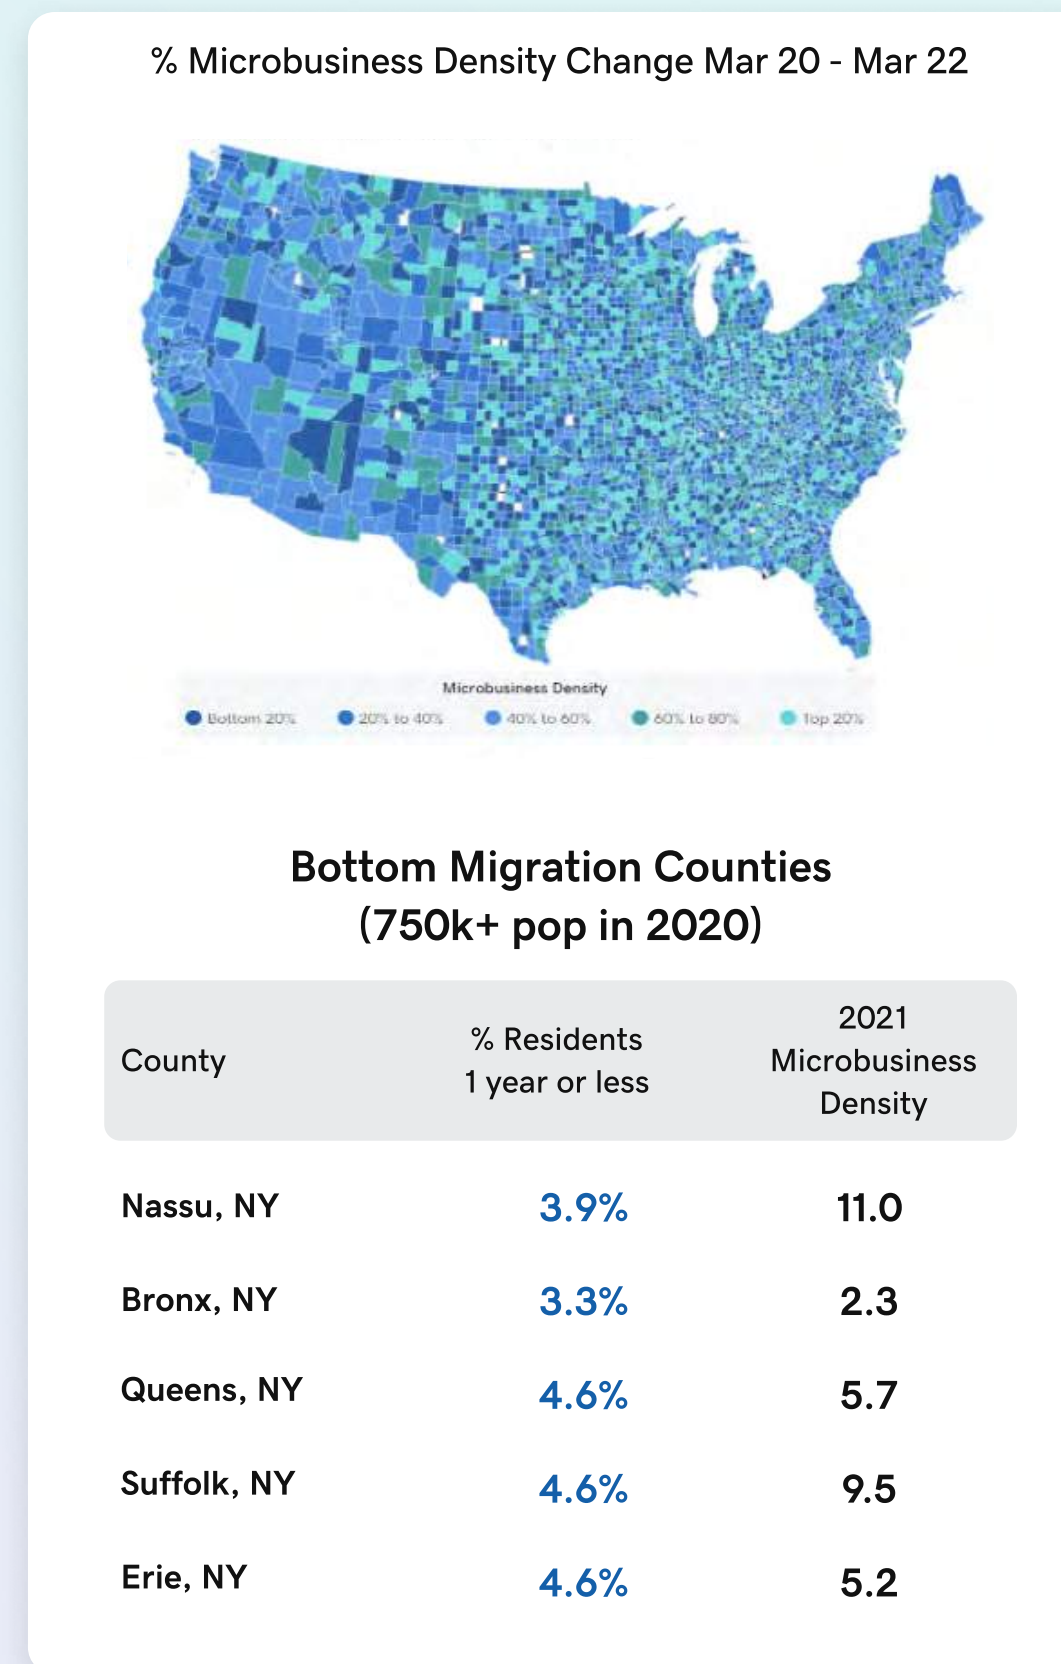 % Microbusiness Density Change Mar 20 - Mar 22
Microbusiness Density
Bottom 20% 20% to 40% 40% to 60% 60% to 80% Top 20%
Bottom Migration Counties
(750k+ pop in 2020)
County
% Residents
1 year or less
2021
Microbusiness
Density
Nassu, NY 3.9% 11.0
Bronx, NY 3.3% 2.3
Queens, NY 4.6% 5.7
Suffolk, NY 4.6% 9.5
Erie, NY 4.6% 5.2